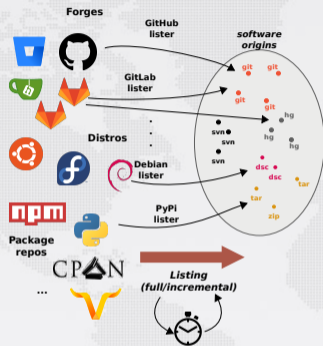 Forges
GitHub
lister
software
origins
git
git
GitLab
lister
git
git
hg
hg
hg
svn
svn
svn
Distros
Debian
lister
dsc
dsc
PyPi
lister
tar
tar
zip
npm
Package
repos
CPAN
...
Listing
(full/incremental)